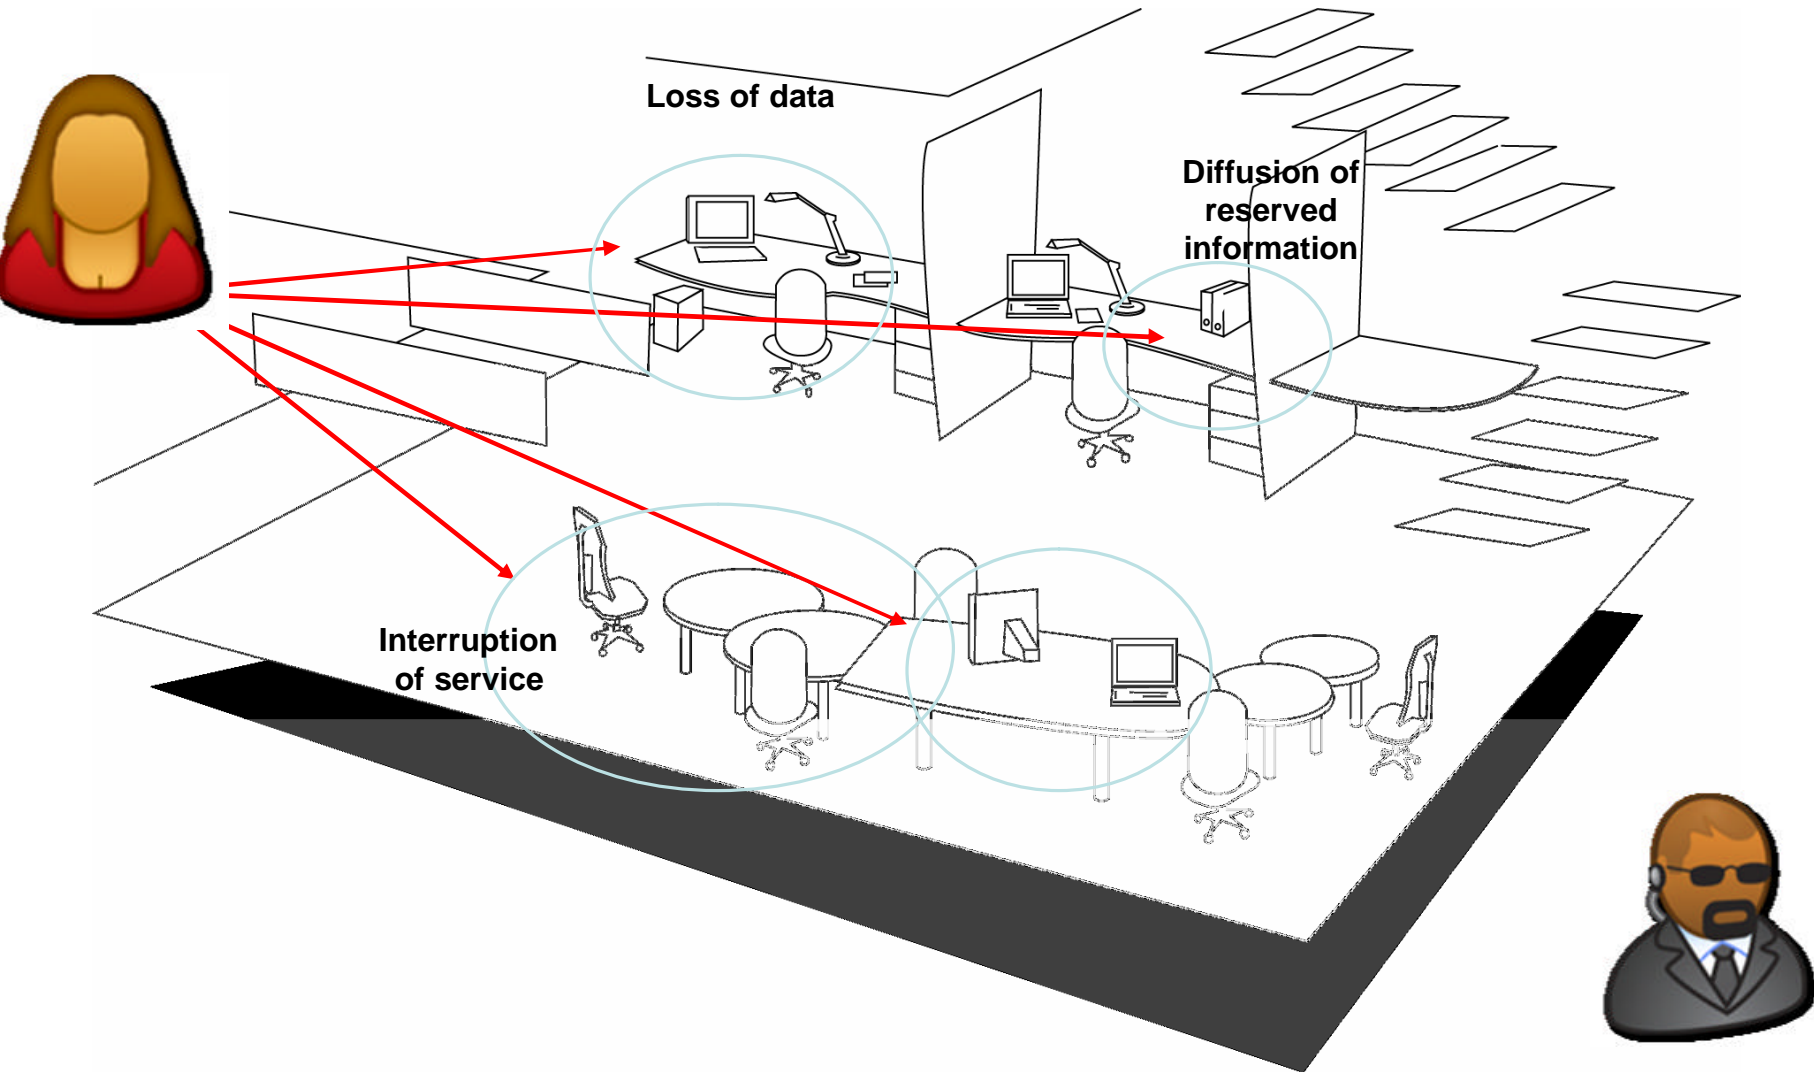 Loss of data
Diffusion of
reserved
information
Interruption
of service